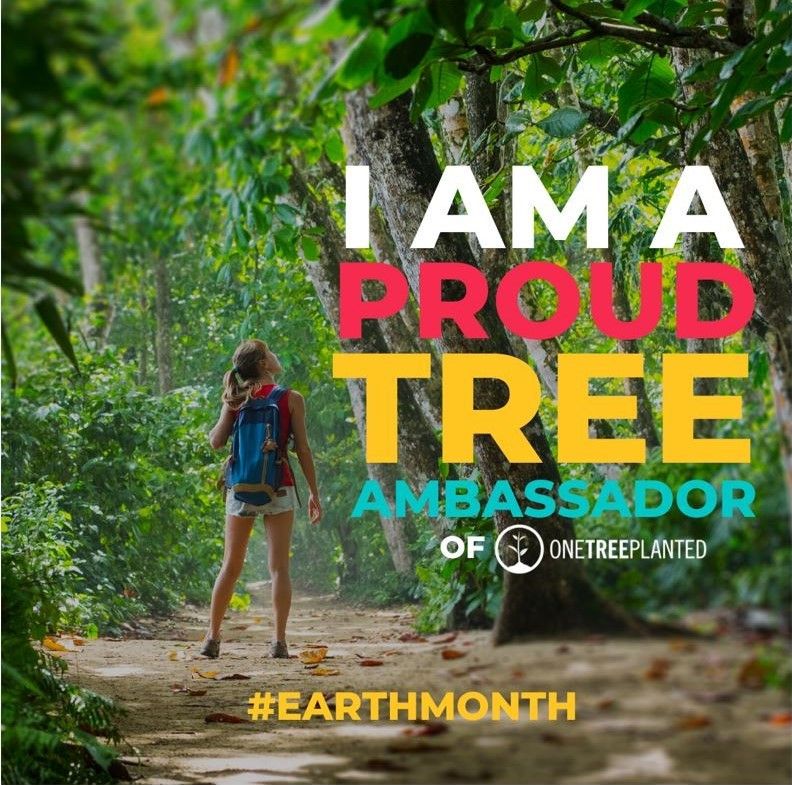 I AM A
PROUD
TREE
AMBASSADOR
OF ONETREEPLANTED
#EARTHMONTH